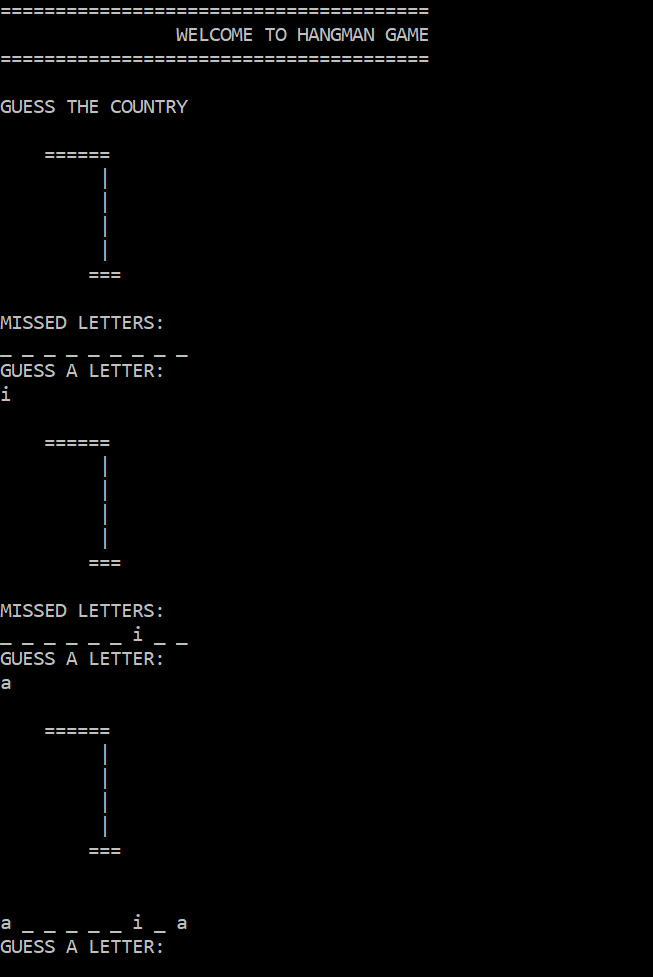 =======================================
                WELCOME TO HANGMAN GAME
=======================================

GUESS THE COUNTRY

    ======
         |
         |
         |
         |
        ===

MISSED LETTERS:
_ _ _ _ _ _ _ _ _
GUESS A LETTER:
i

    ======
         |
         |
         |
         |
        ===

MISSED LETTERS:
_ _ _ _ _ _ i _ _
GUESS A LETTER:
a

    ======
         |
         |
         |
         |
        ===


a _ _ _ _ _ i _ a
GUESS A LETTER: